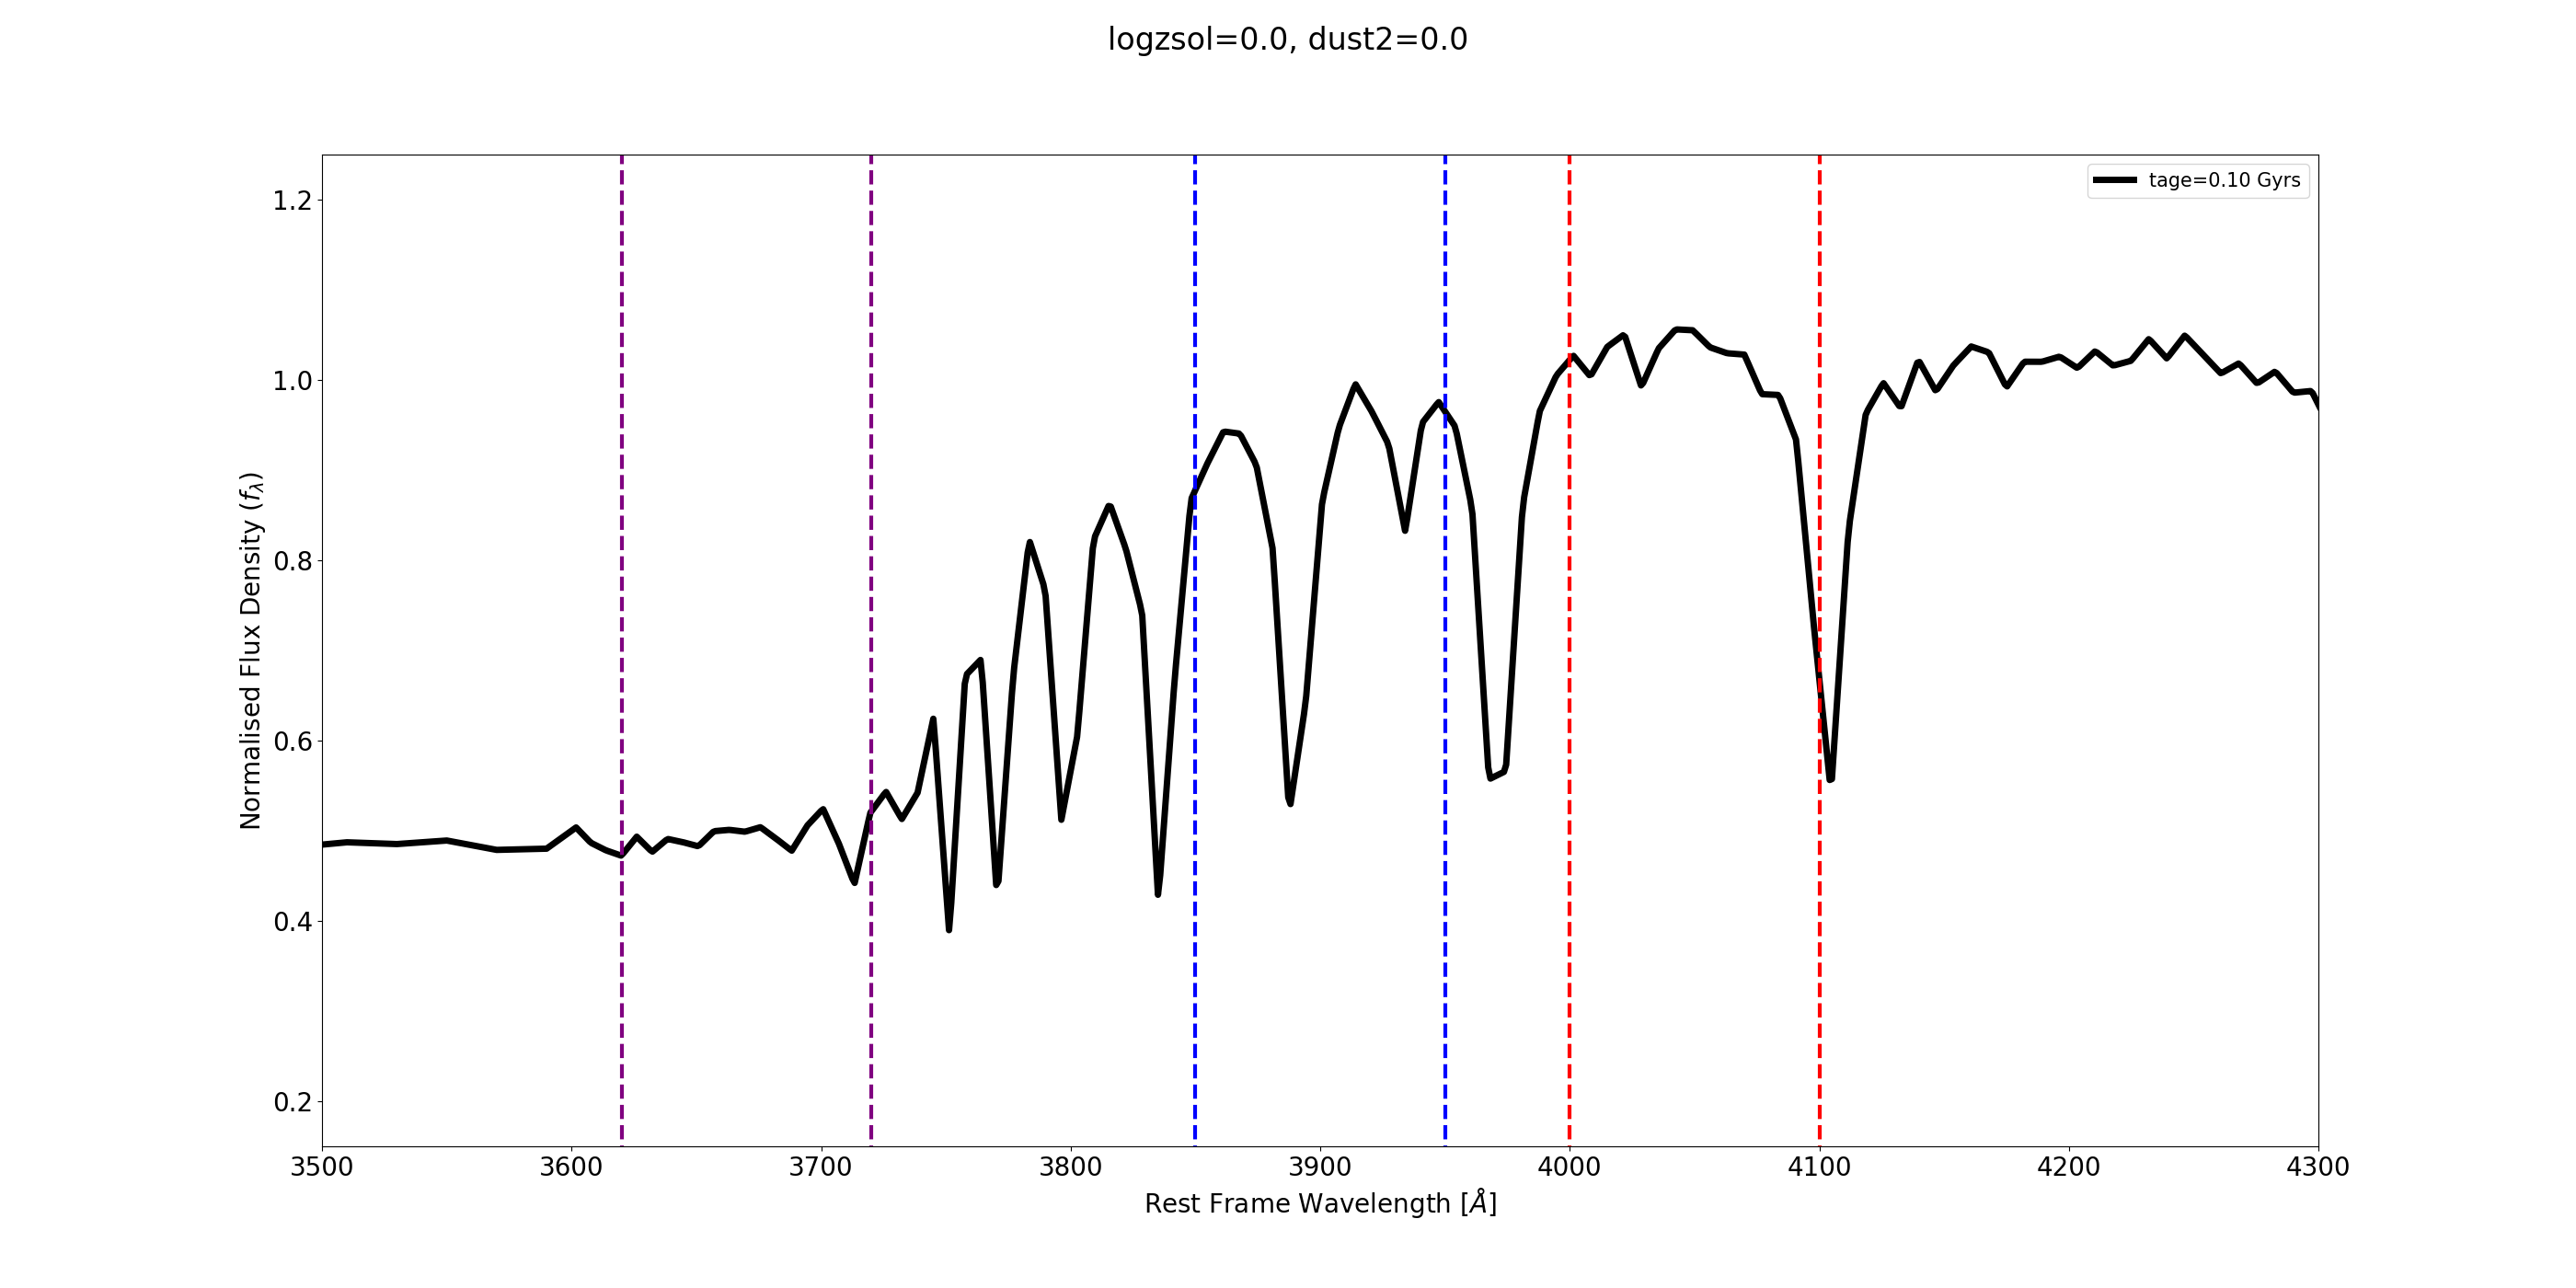 logzsol=0.0, dust2=0.0
tage=0.10 Gyrs
1.2
1.0
0.8
0.6
0.4
0.2
Normalised Flux Density (fλ)
3500 3600 3700 3800 3900 4000 4100 4200 4300
Rest Frame Wavelength [Å]